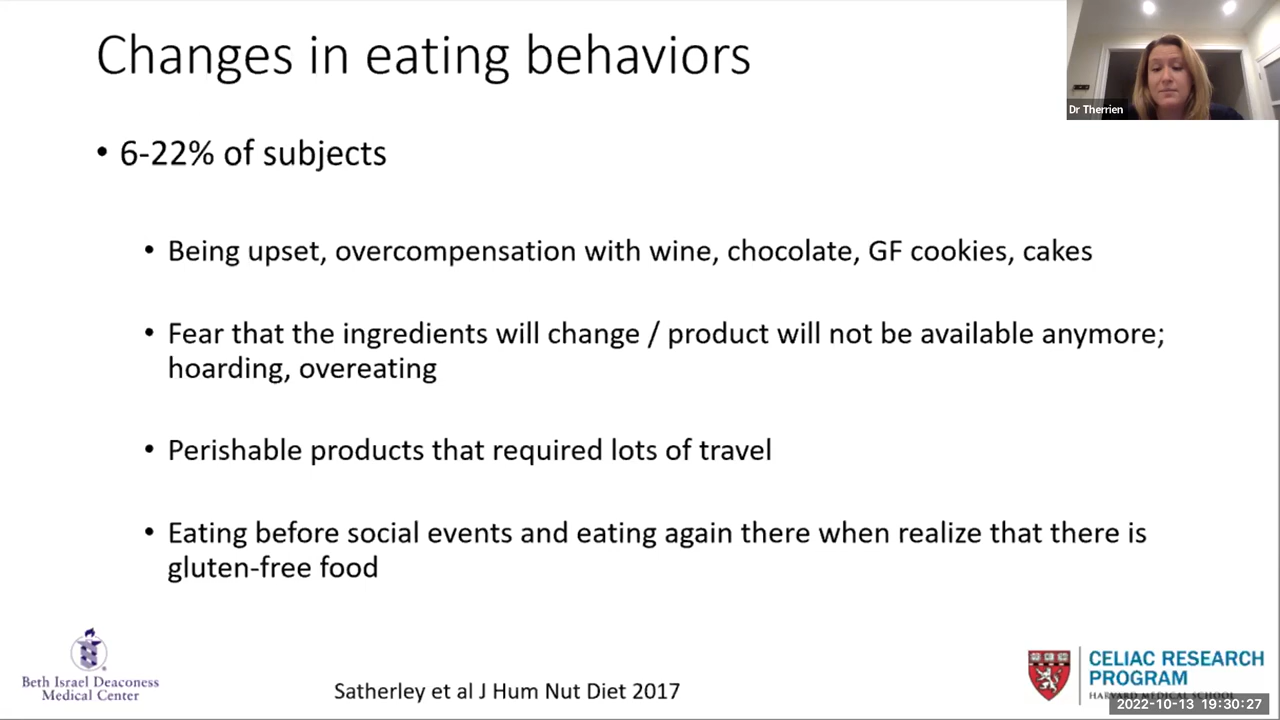 Changes in eating behaviors
Dr Therrien
• 6-22% of subjects
• Being upset, overcompensation with wine, chocolate, GF cookies, cakes
• Fear that the ingredients will change / product will not be available anymore;
hoarding, overeating
• Perishable products that required lots of travel
• Eating before social events and eating again there when realize that there is
gluten-free food
Beth Israel Deaconess
Medical Center
Satherley et al J Hum Nut Diet 2017
CELIAC RESEARCH
PROGRAM
HARVARD MEDICAL SCHOOL
2022-10-13 19:30:27